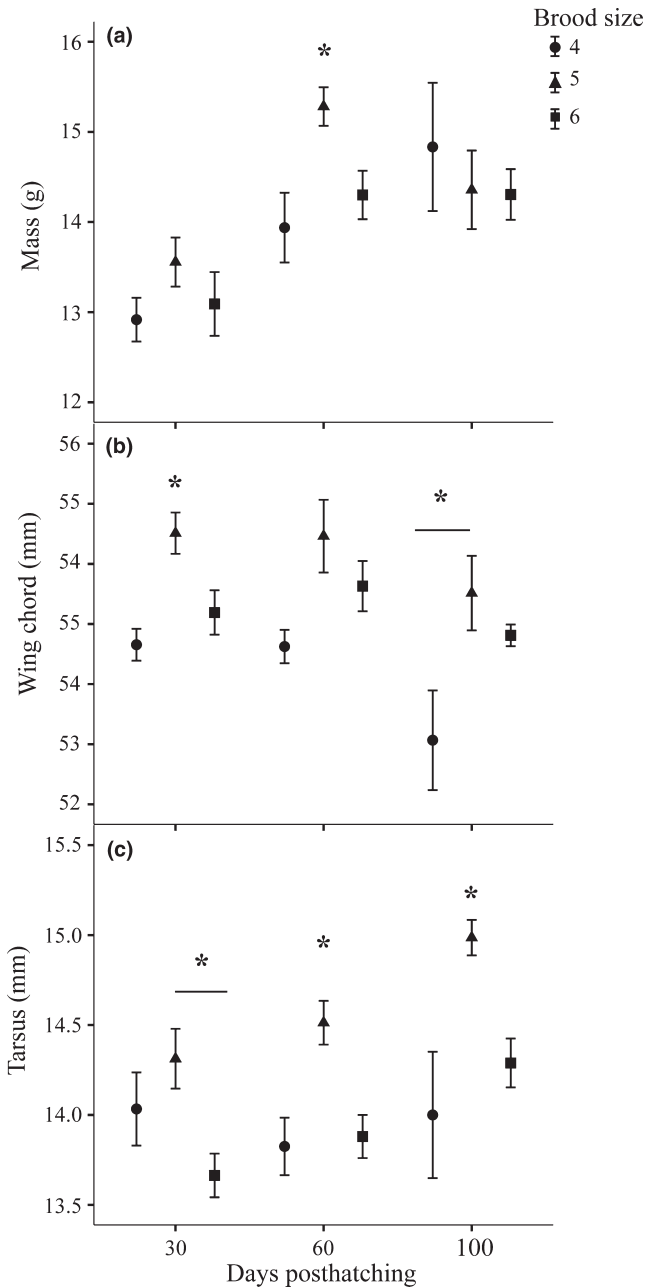 Brood size
4
5
6
(a)
*
16
15
14
13
12
Mass (g)
(b)
*
*
56
55
54
55
54
53
52
Wing chord (mm)
(c)
*
*
*
15.5
15.0
14.5
14.0
13.5
Tarsus (mm)
30 60 100
Days posthatching